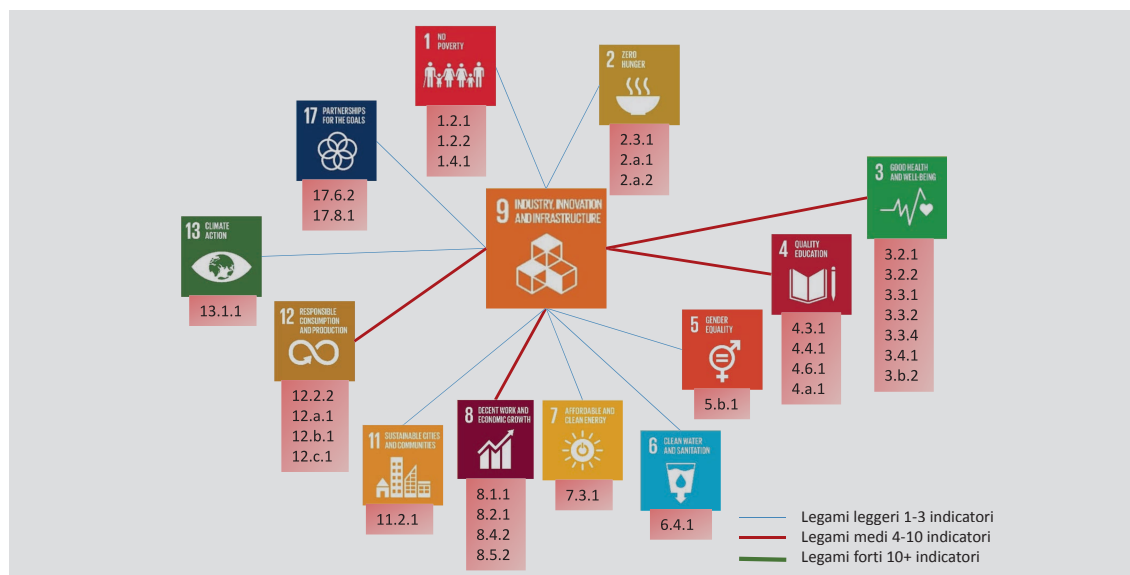 1 NO
POVERTY
1.2.1
1.2.2
1.4.1
2 ZERO
HUNGER
2.3.1
2.a.1
2.a.2
17 PARTNERSHIPS
FOR THE GOALS
17.6.2
17.8.1
3 GOOD HEALTH
AND WELL-BEING
3.2.1
3.2.2
3.3.1
3.3.2
3.3.4
3.4.1
3.b.2
9 INDUSTRY, INNOVATION
AND INFRASTRUCTURE
13 CLIMATE
ACTION
13.1.1
4 QUALITY
EDUCATION
4.3.1
4.4.1
4.6.1
4.a.1
12 RESPONSIBLE
CONSUMPTION
AND PRODUCTION
12.2.2
12.a.1
12.b.1
12.c.1
5 GENDER
EQUALITY
5.b.1
11 SUSTAINABLE CITIES
AND COMMUNITIES
11.2.1
8 DECENT WORK AND
ECONOMIC GROWTH
8.1.1
8.2.1
8.4.2
8.5.2
7 AFFORDABLE AND
CLEAN ENERGY
7.3.1
6 CLEAN WATER
AND SANITATION
6.4.1
Legami leggeri 1-3 indicatori
Legami medi 4-10 indicatori
Legami forti 10+ indicatori